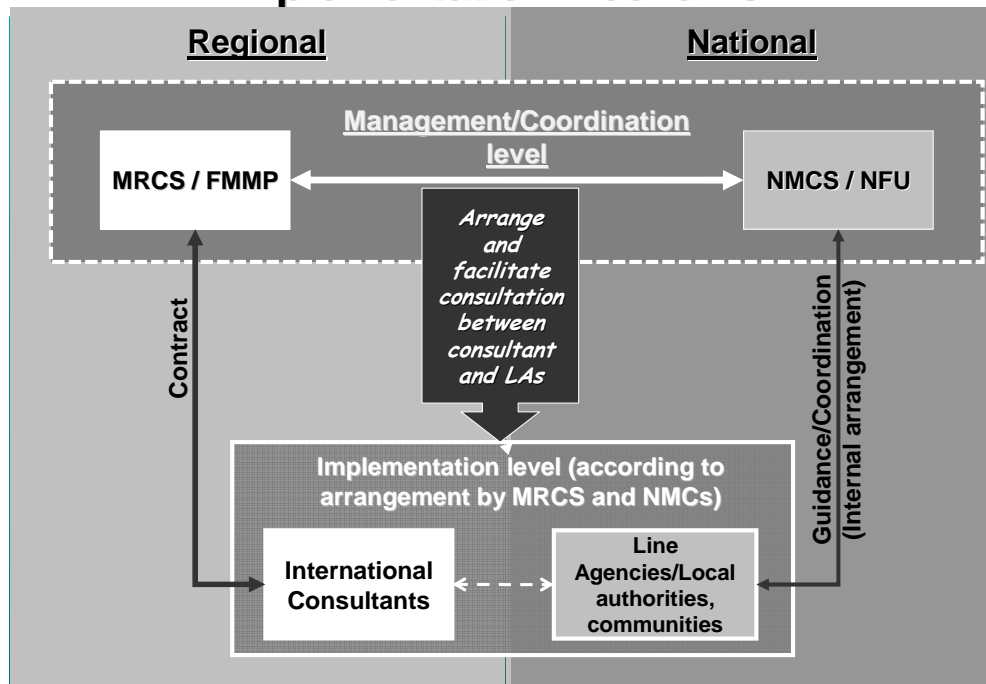 Regional
National
Management/Coordination
level
MRCS / FMMP
NMCS / NFU
Arrange
and
facilitate
consultation
between
consultant
and LAs
Contract
Guidance/Coordination
(Internal arrangement)
Implementation level (according to
arrangement by MRCS and NMCs)
International
Consultants
Line
Agencies/Local
authorities,
communities